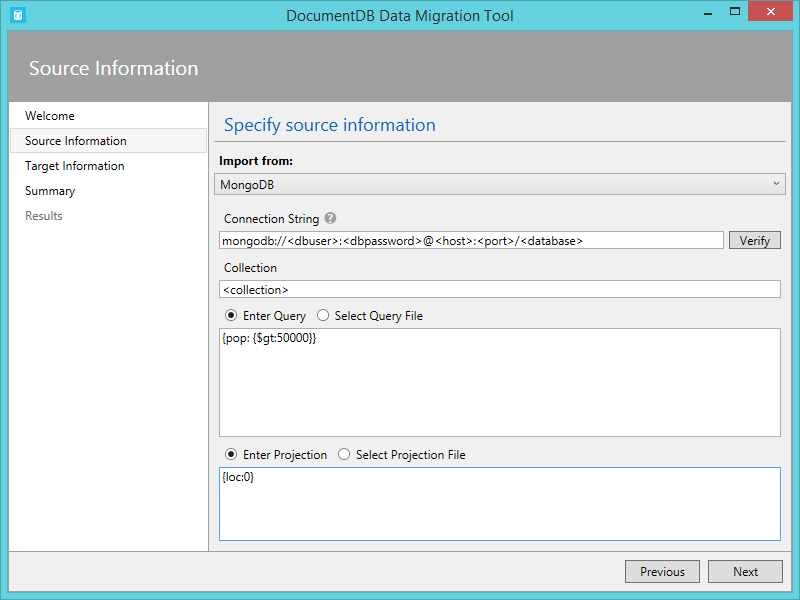 DocumentDB Data Migration Tool
Source Information
Welcome
Source Information
Target Information
Summary
Results
Specify source information
Import from:
MongoDB
Connection String ?
mongodb://<dbuser>:<dbpassword>@<host>:<port>/<database>
Verify
Collection
<collection>
Enter Query Select Query File
{pop: {$gt:50000}}
Enter Projection Select Projection File
{loc:0}
Previous Next